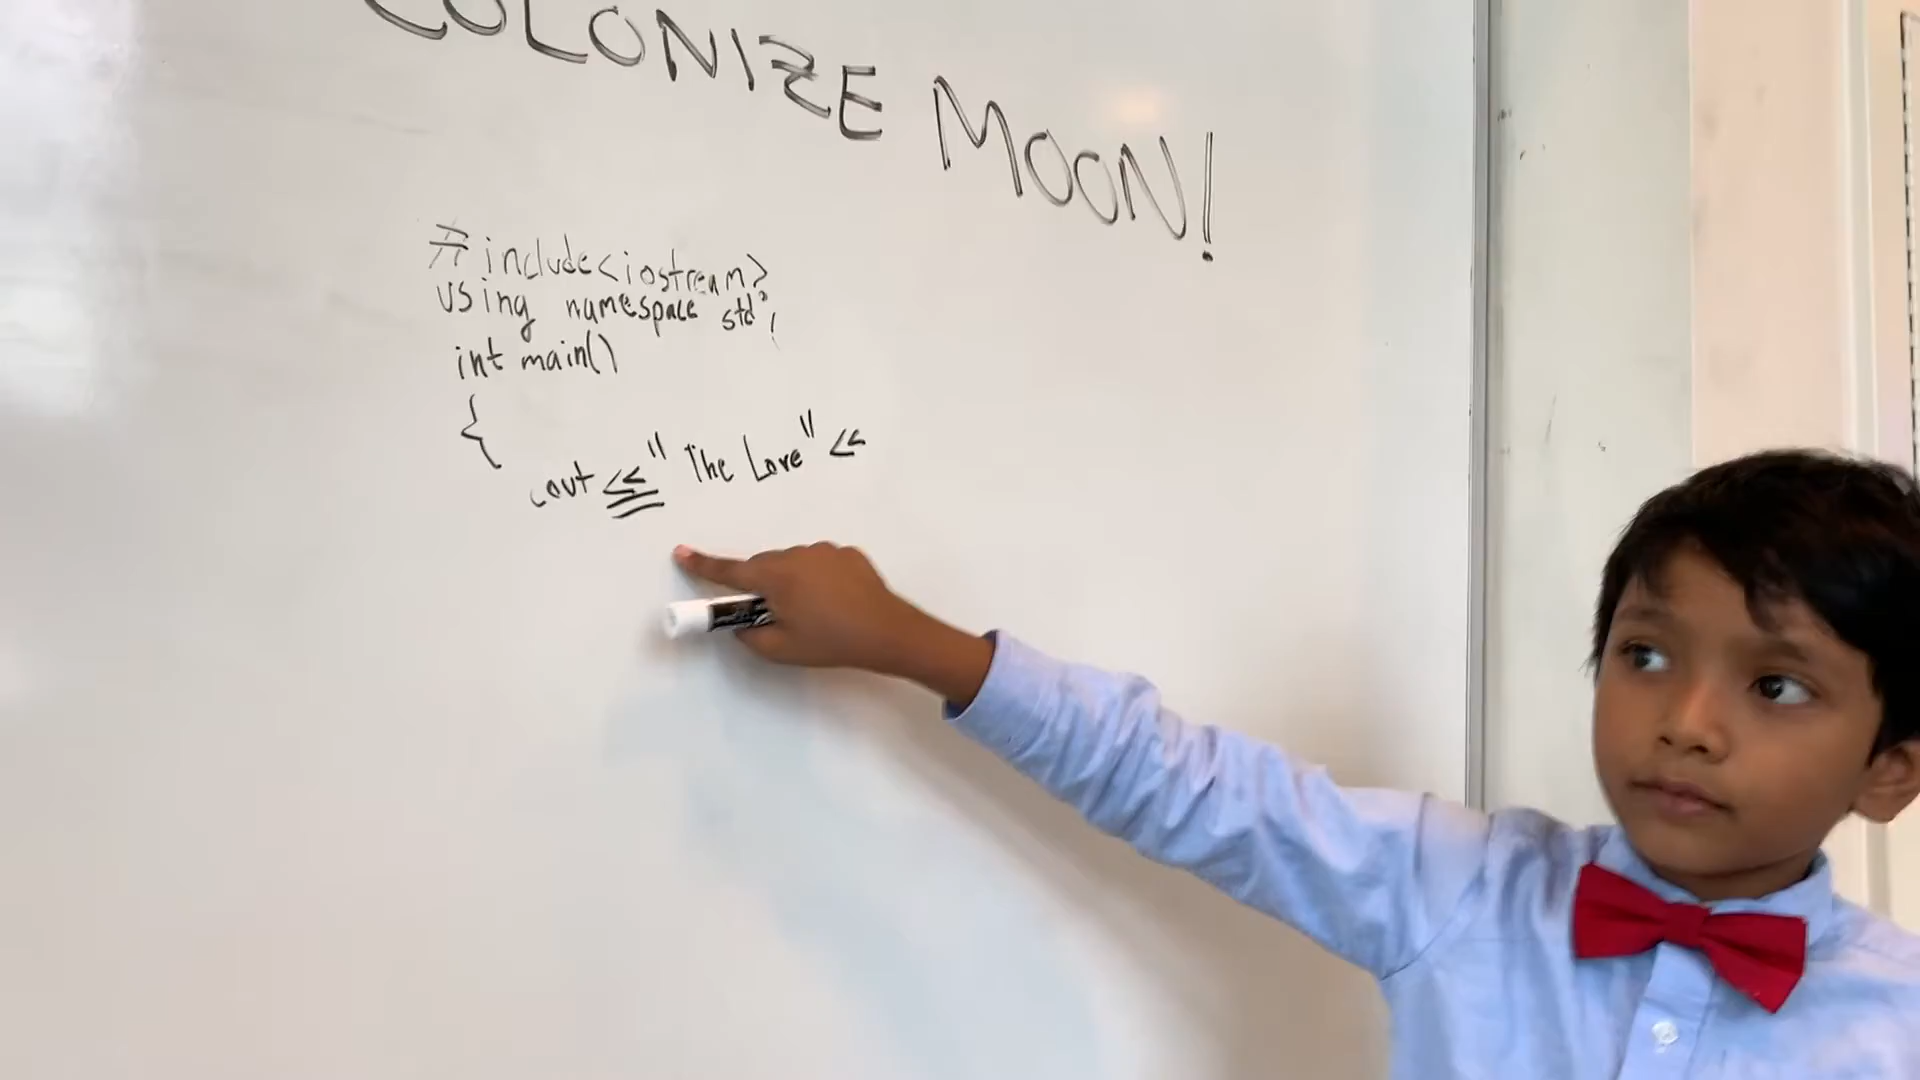 COLONIZE MOON!
#include<iostream>
using namespace std;
int main()
{
cout << "The Love" <<